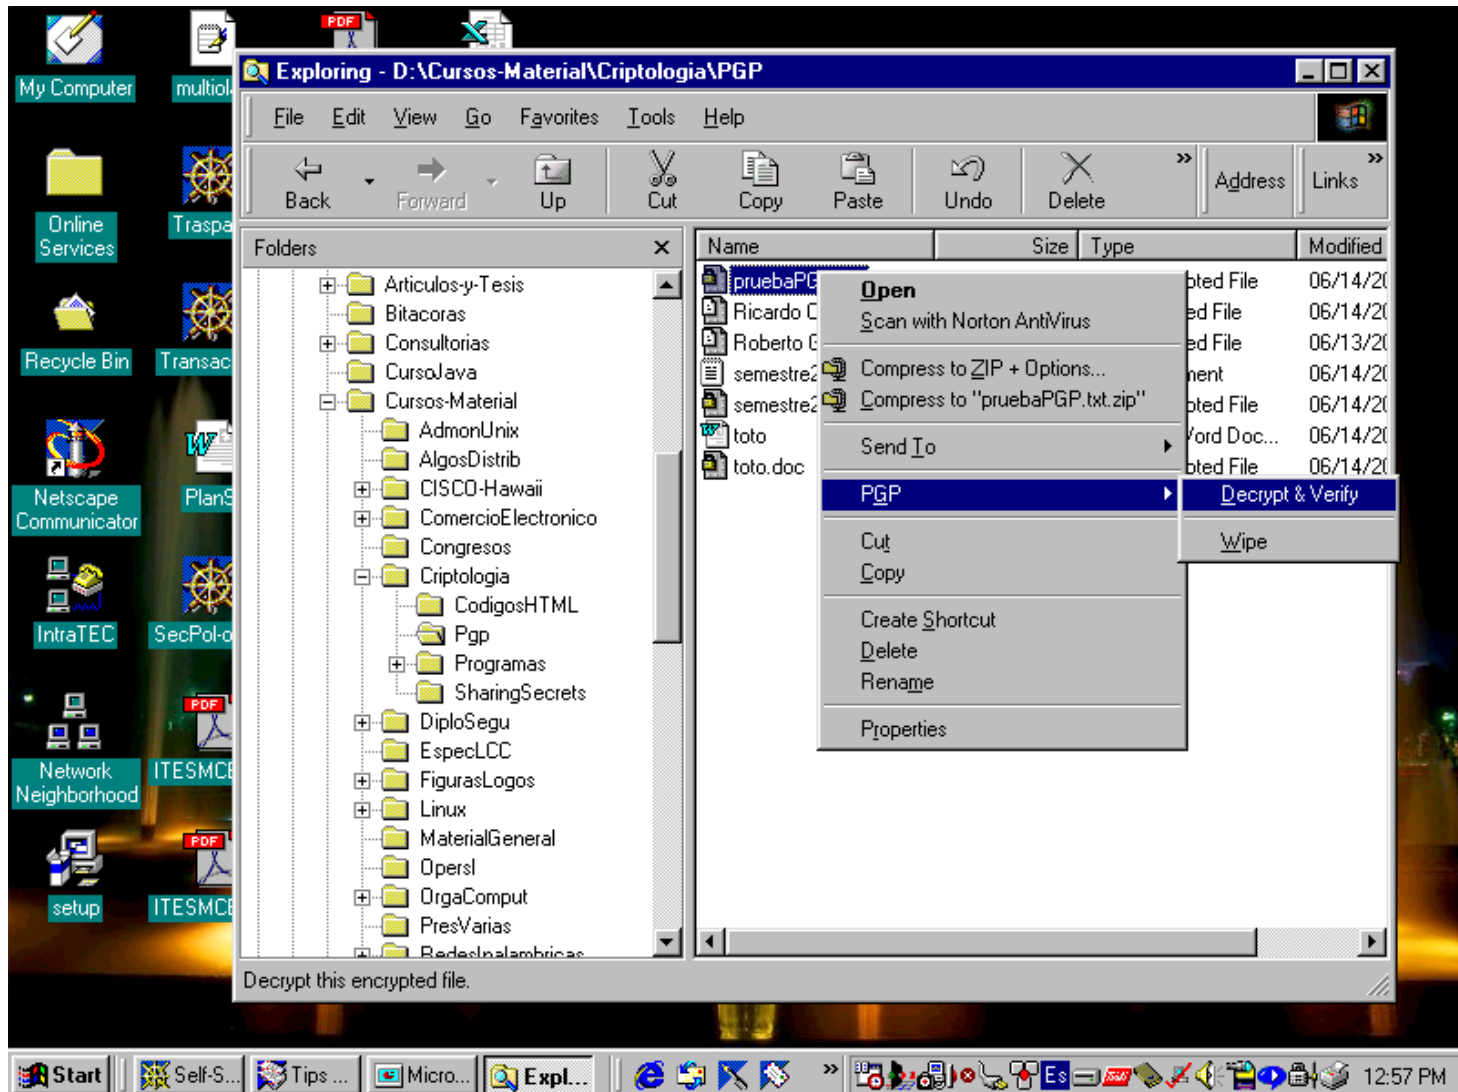 PDF
My Computer
multiol
Exploring - D:\Cursos-Material\Criptologia\PGP
File Edit View Go Favorites Tools Help
Back Forward Up Cut Copy Paste Undo Delete » Address Links »
Online Services
Traspa
Recycle Bin
Transac
Netscape Communicator
PlanS
IntraTEC
SecPol-o
PDF
Network Neighborhood
ITESMCE
PDF
setup
ITESMCE
Folders
Articulos-y-Tesis
Bitacoras
Consultorias
CursoJava
Cursos-Material
AdmonUnix
AlgosDistrib
CISCO-Hawaii
ComercioElectronico
Congresos
Criptologia
CodigosHTML
Pgp
Programas
SharingSecrets
DiploSegu
EspecLCC
FigurasLogos
Linux
MaterialGeneral
OpersI
OrgaComput
PresVarias
RedesInalambricas
Name Size Type Modified
pruebaPG pted File 06/14/20
Ricardo C ed File 06/14/20
Roberto G ed File 06/13/20
semestre2 ment 06/14/20
semestre2 pted File 06/14/20
toto Word Doc... 06/14/20
toto.doc pted File 06/14/20
Open
Scan with Norton AntiVirus
Compress to ZIP + Options...
Compress to "pruebaPGP.txt.zip"
Send To
PGP
Cut
Copy
Create Shortcut
Delete
Rename
Properties
Decrypt & Verify
Wipe
Decrypt this encrypted file.
Start Self-S... Tips ... Micro... Expl... » Es 12:57 PM